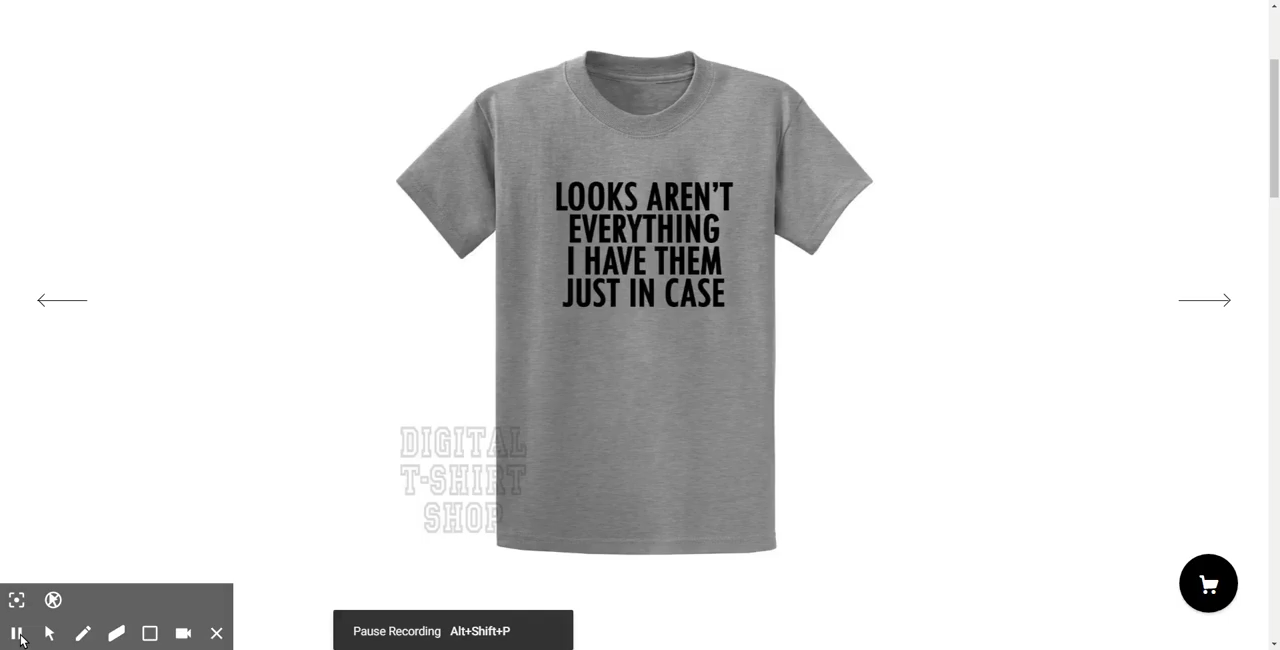 LOOKS AREN'T
EVERYTHING
I HAVE THEM
JUST IN CASE
DIGITAL
T-SHIRT
SHOP
Pause Recording Alt+Shift+P